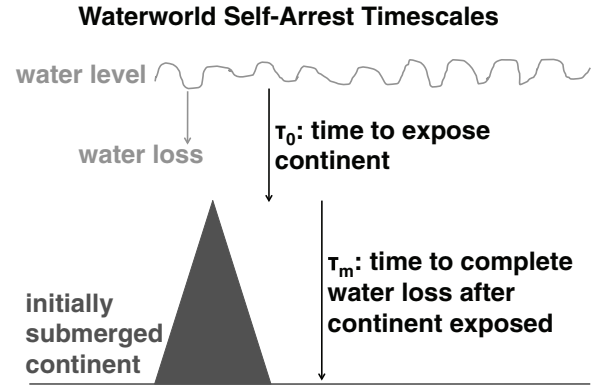 Waterworld Self-Arrest Timescales
water level
water loss
τ₀: time to expose
continent
τₘ: time to complete
water loss after
continent exposed
initially
submerged
continent